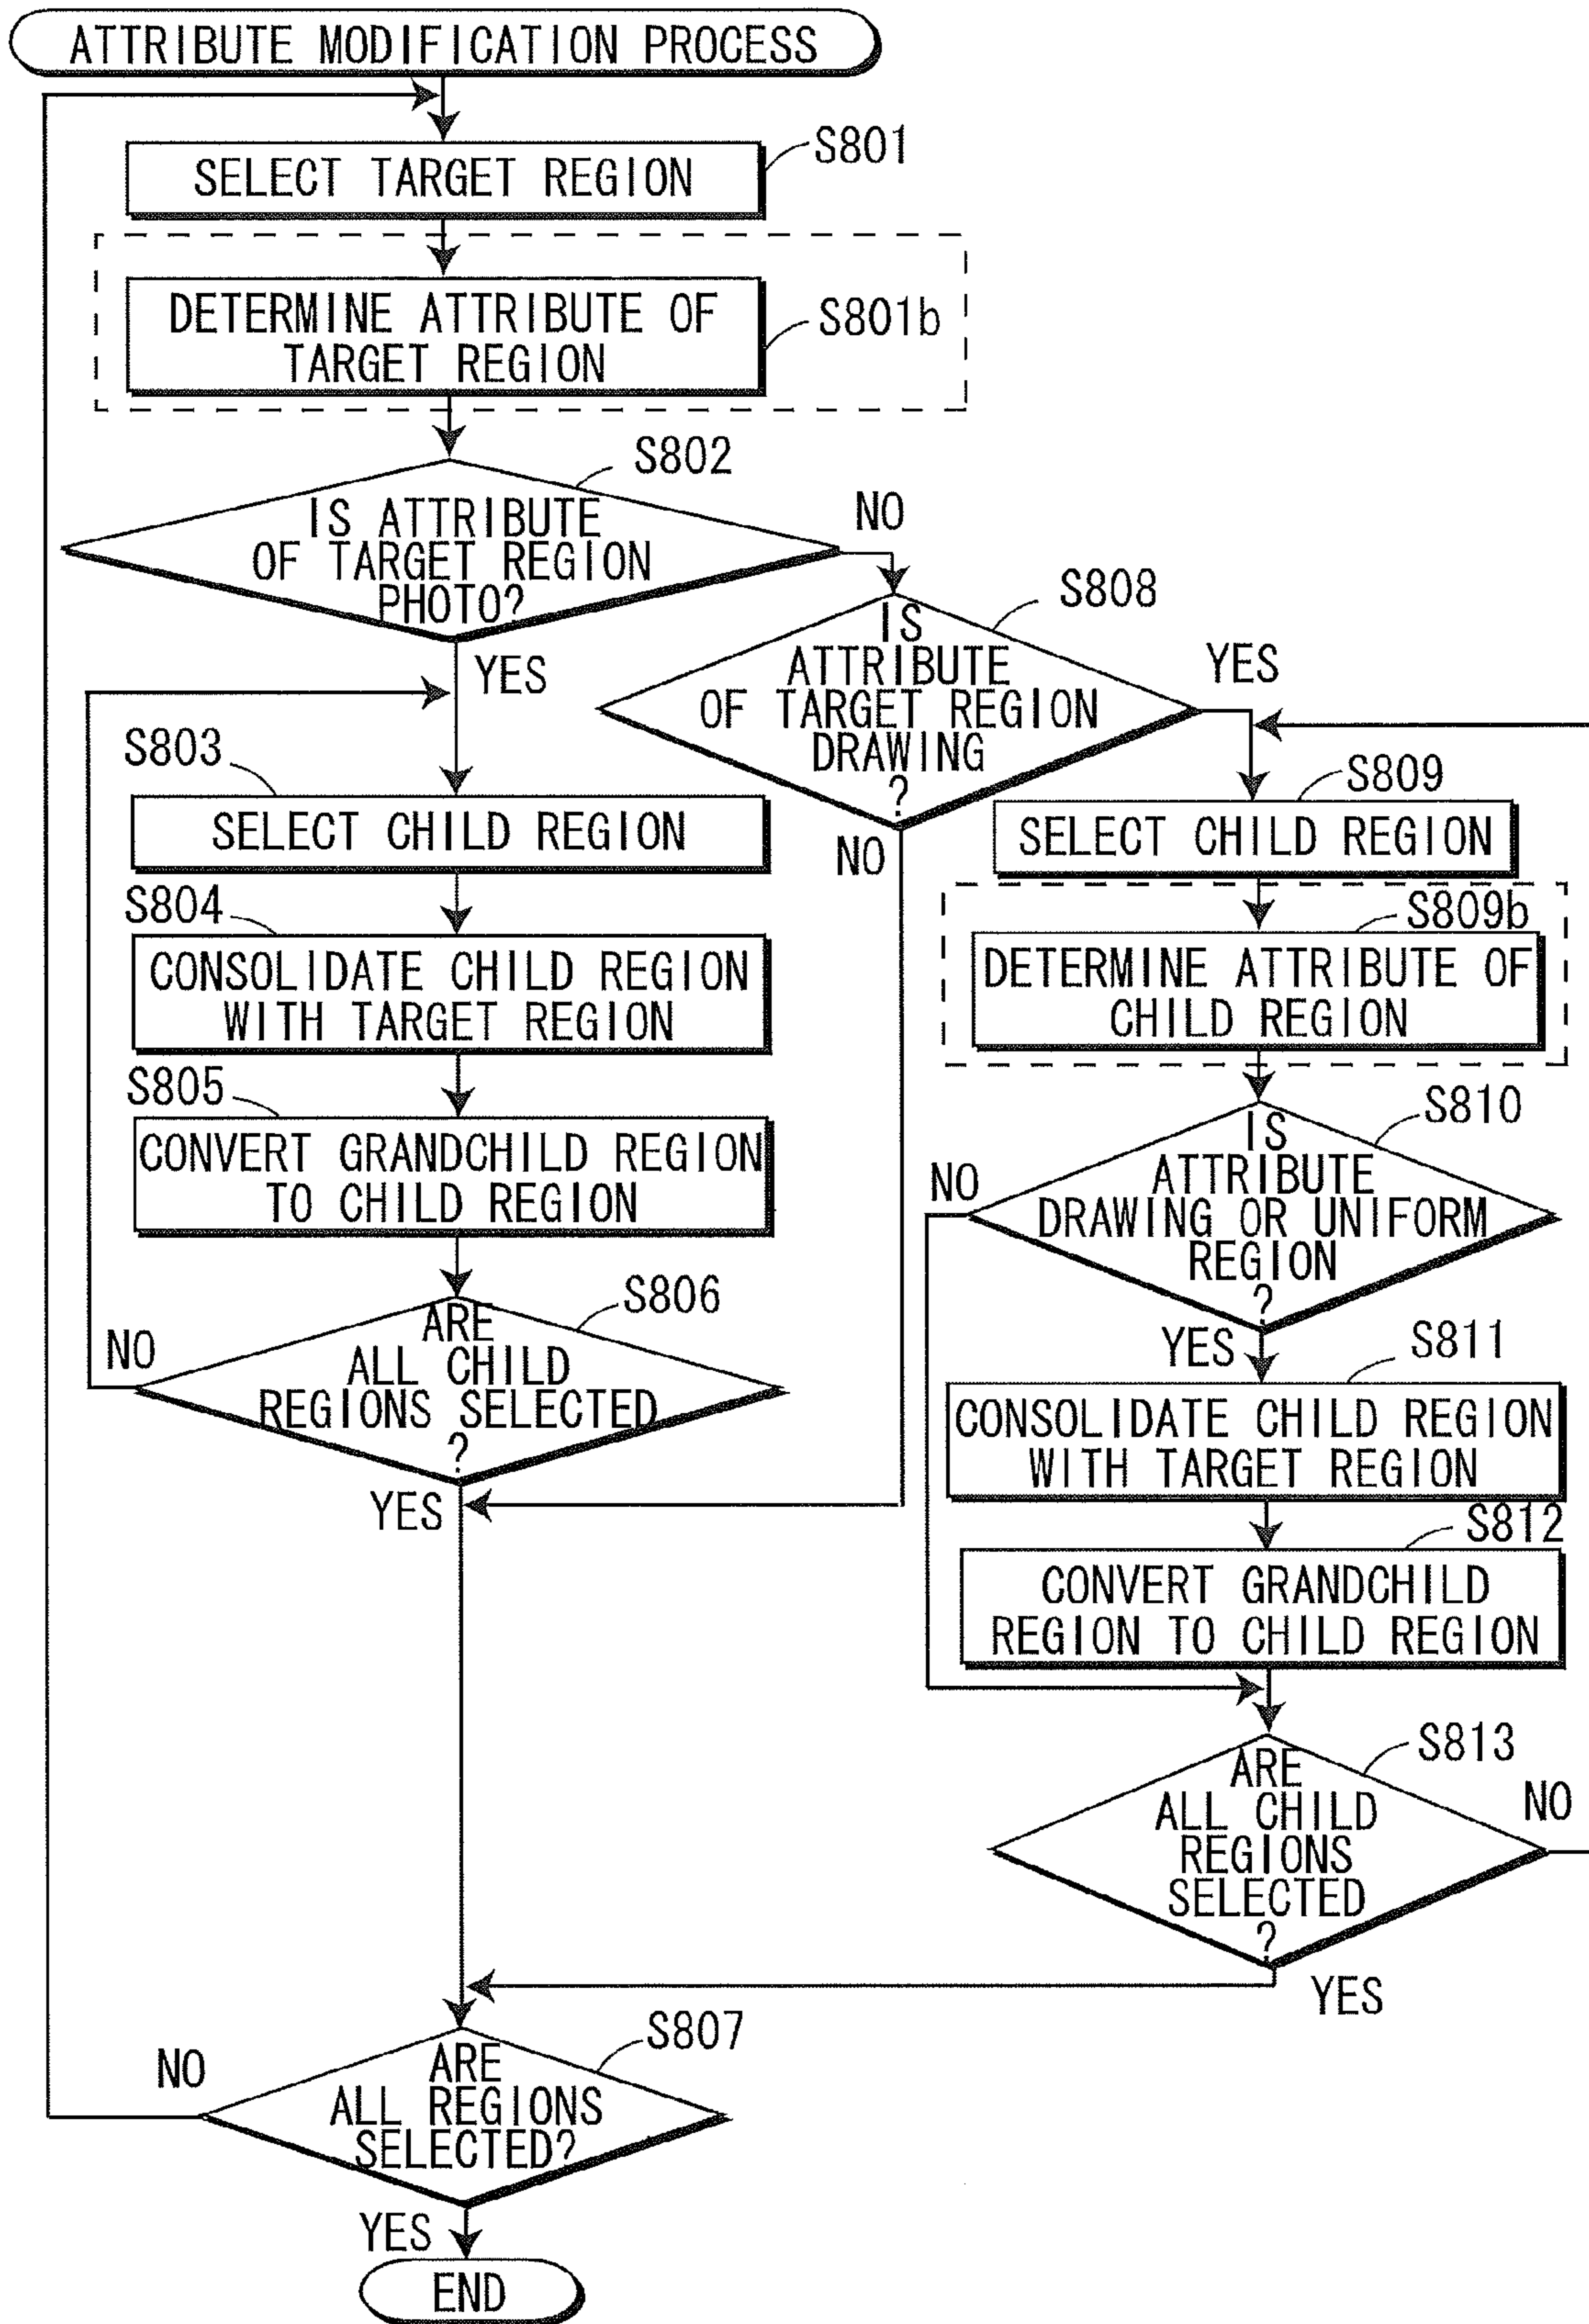 ATTRIBUTE MODIFICATION PROCESS
SELECT TARGET REGION
S801
DETERMINE ATTRIBUTE OF
TARGET REGION
S801b
S802
IS ATTRIBUTE
OF TARGET REGION
PHOTO?
NO
YES
S808
IS
ATTRIBUTE
OF TARGET REGION
DRAWING
?
YES
NO
S803
SELECT CHILD REGION
S804
CONSOLIDATE CHILD REGION
WITH TARGET REGION
S805
CONVERT GRANDCHILD REGION
TO CHILD REGION
S806
ARE
ALL CHILD
REGIONS SELECTED
?
NO
YES
S809
SELECT CHILD REGION
S809b
DETERMINE ATTRIBUTE OF
CHILD REGION
S810
IS
ATTRIBUTE
DRAWING OR UNIFORM
REGION
?
NO
YES
S811
CONSOLIDATE CHILD REGION
WITH TARGET REGION
S812
CONVERT GRANDCHILD
REGION TO CHILD REGION
S813
ARE
ALL CHILD
REGIONS
SELECTED
?
NO
YES
S807
ARE
ALL REGIONS
SELECTED?
NO
YES
END